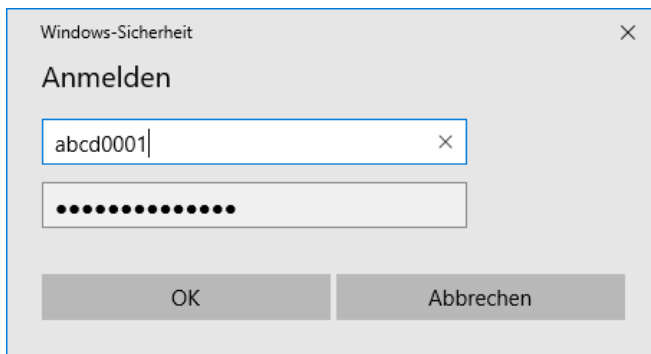 Windows-Sicherheit
Anmelden
abcd0001
●●●●●●●●●●●●●●
OK Abbrechen